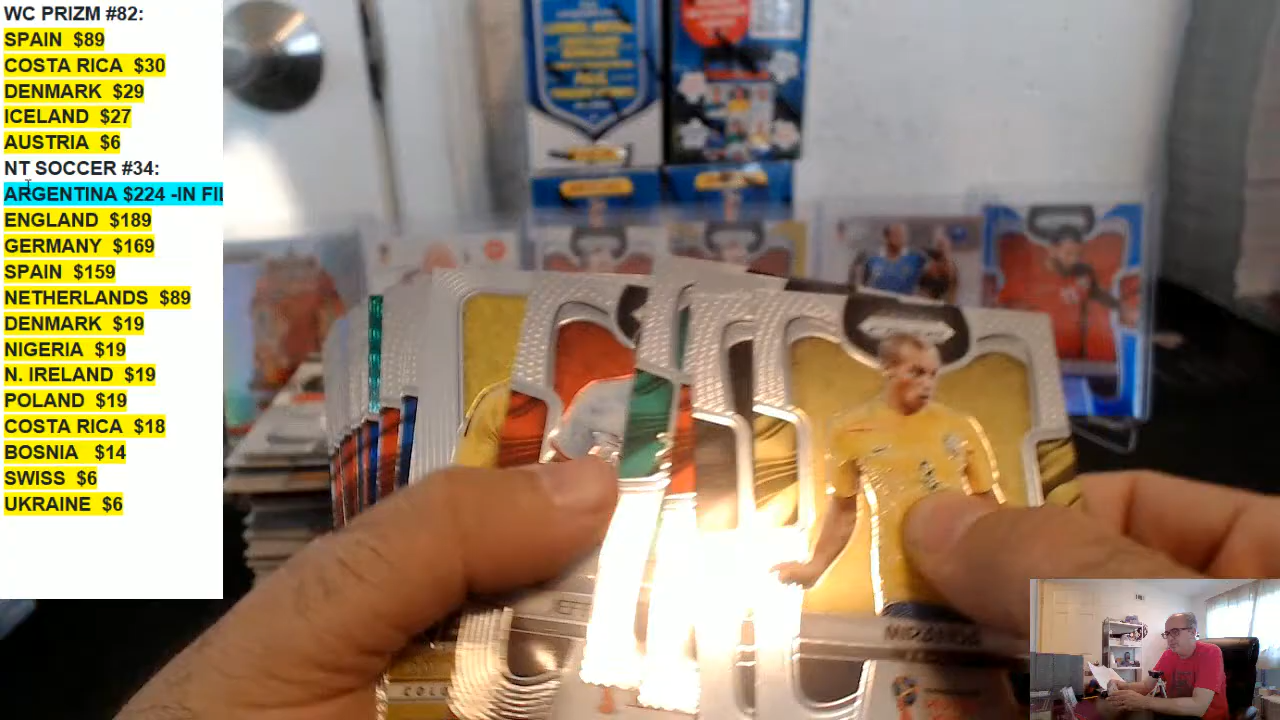 WC PRIZM #82:
SPAIN $89
COSTA RICA $30
DENMARK $29
ICELAND $27
AUSTRIA $6
NT SOCCER #34:
ARGENTINA $224 -IN FIL
ENGLAND $189
GERMANY $169
SPAIN $159
NETHERLANDS $89
DENMARK $19
NIGERIA $19
N. IRELAND $19
POLAND $19
COSTA RICA $18
BOSNIA $14
SWISS $6
UKRAINE $6
MIRANDA